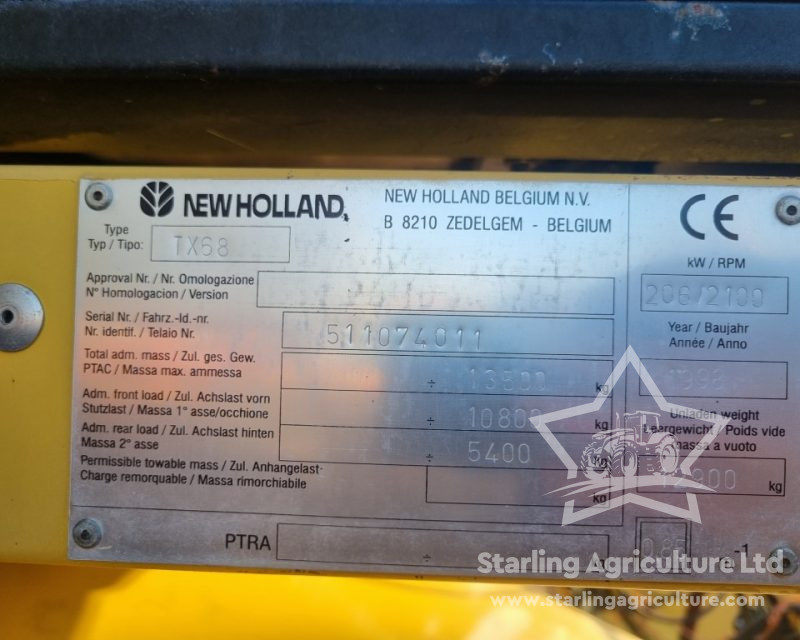 NEW HOLLAND
NEW HOLLAND BELGIUM N.V.
B 8210 ZEDELGEM - BELGIUM
CE
Type
Typ / Tipo:
TX68
kW / RPM
206/2100
Approval Nr. / Nr. Omologazione
N° Homologacion / Version
Serial Nr. / Fahrz.-Id.-nr.
Nr. identif. / Telaio Nr.
511074011
Year / Baujahr
Année / Anno
1998
Total adm. mass / Zul. ges. Gew.
PTAC / Massa max. ammessa
÷ 13500 kg
Adm. front load / Zul. Achslast vorn
Stutzlast / Massa 1° asse/occhione
÷ 10800
Unladen weight
Leergewicht / Poids vide
massa a vuoto
kg
Adm. rear load / Zul. Achslast hinten
Massa 2° asse
÷ 5400 kg
Permissible towable mass / Zul. Anhangelast
Charge remorquable / Massa rimorchiabile
kg
PTRA
÷
-1
Starling Agriculture Ltd
www.starlingagriculture.com